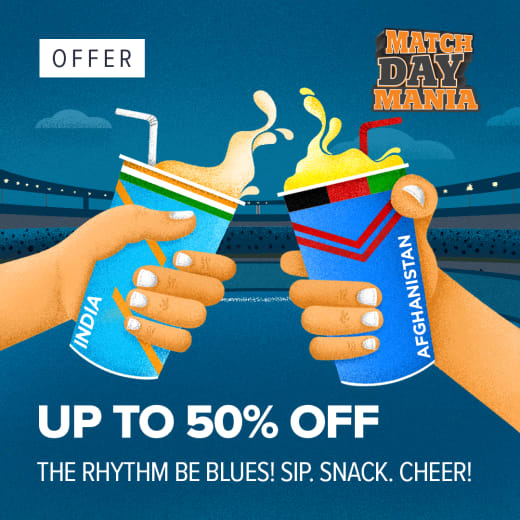 OFFER
MATCH
DAY
MANIA
INDIA
AFGHANISTAN
UP TO 50% OFF
THE RHYTHM BE BLUES! SIP. SNACK. CHEER!